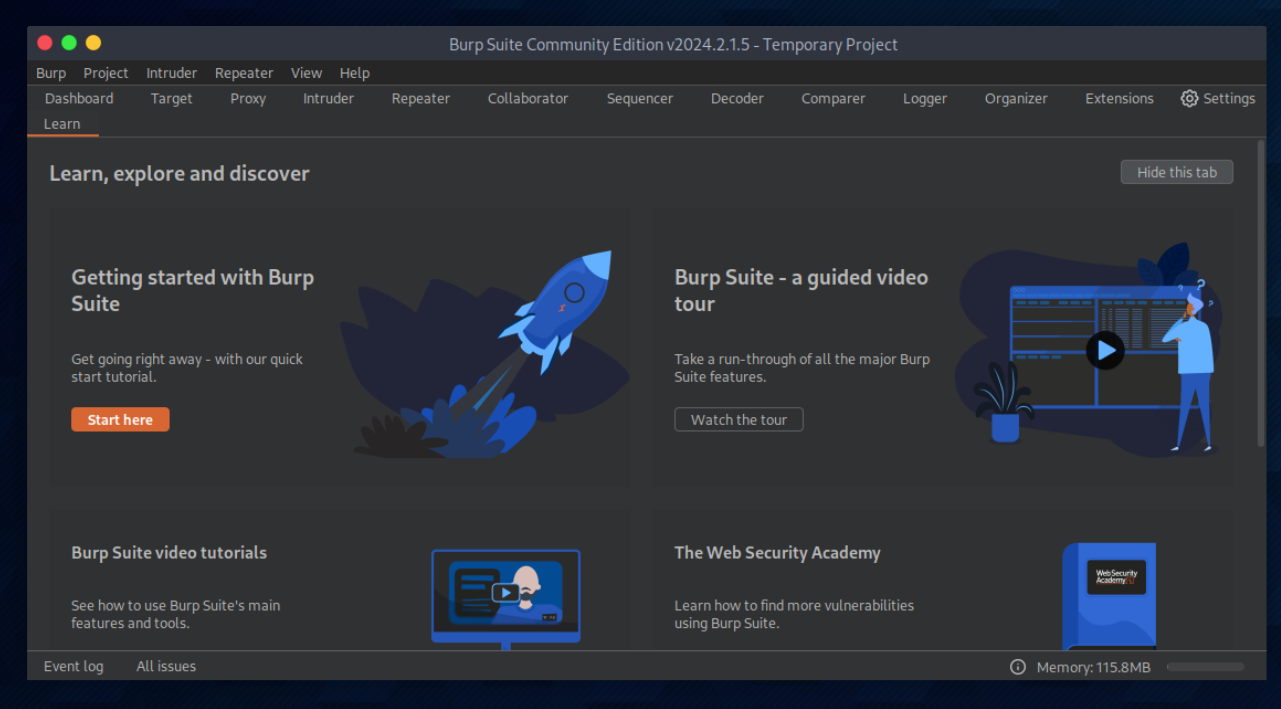 Burp Suite Community Edition v2024.2.1.5 - Temporary Project
Burp Project Intruder Repeater View Help
Dashboard Target Proxy Intruder Repeater Collaborator Sequencer Decoder Comparer Logger Organizer Extensions Settings
Learn
Learn, explore and discover
Hide this tab
Getting started with Burp
Suite
Get going right away - with our quick
start tutorial.
Start here
Burp Suite - a guided video
tour
Take a run-through of all the major Burp
Suite features.
Watch the tour
? ? ?
Burp Suite video tutorials
See how to use Burp Suite's main
features and tools.
The Web Security Academy
Learn how to find more vulnerabilities
using Burp Suite.
Web Security
Academy
Event log All issues
Memory: 115.8MB